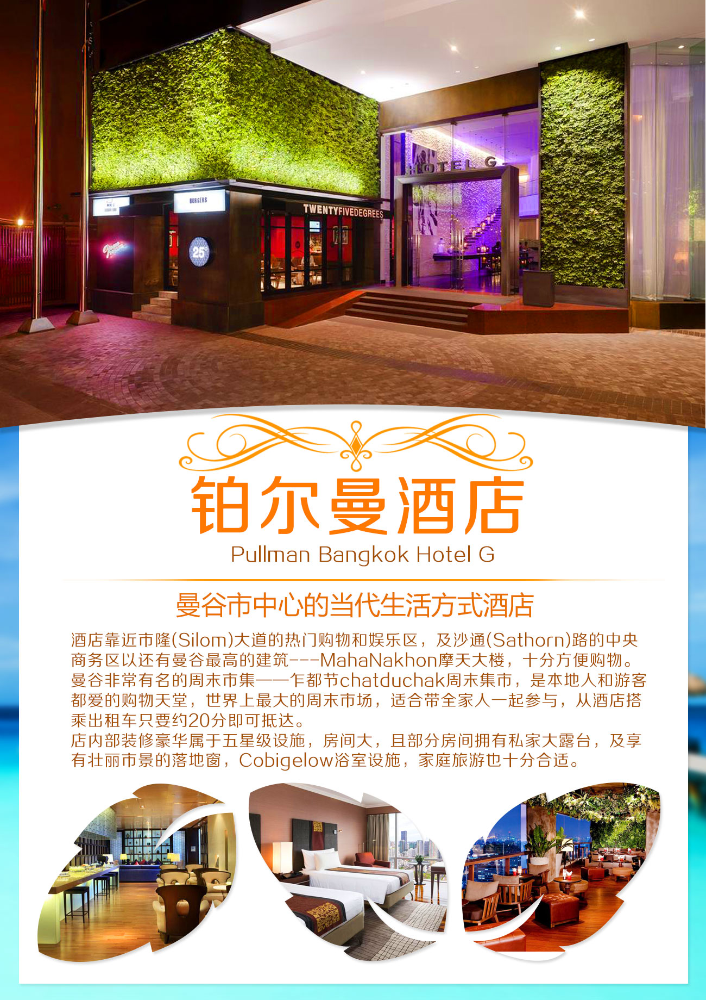 HOTEL G
BURGERS
TWENTYFIVEDEGREES
25°
铂尔曼酒店
Pullman Bangkok Hotel G
曼谷市中心的当代生活方式酒店
酒店靠近市隆(Silom)大道的热门购物和娱乐区，及沙通(Sathorn)路的中央
商务区以还有曼谷最高的建筑---MahaNakhon摩天大楼，十分方便购物。
曼谷非常有名的周末市集——乍都节chatduchak周末集市，是本地人和游客
都爱的购物天堂，世界上最大的周末市场，适合带全家人一起参与，从酒店搭
乘出租车只要约20分即可抵达。
店内部装修豪华属于五星级设施，房间大，且部分房间拥有私家大露台，及享
有壮丽市景的落地窗，Cobigelow浴室设施，家庭旅游也十分合适。